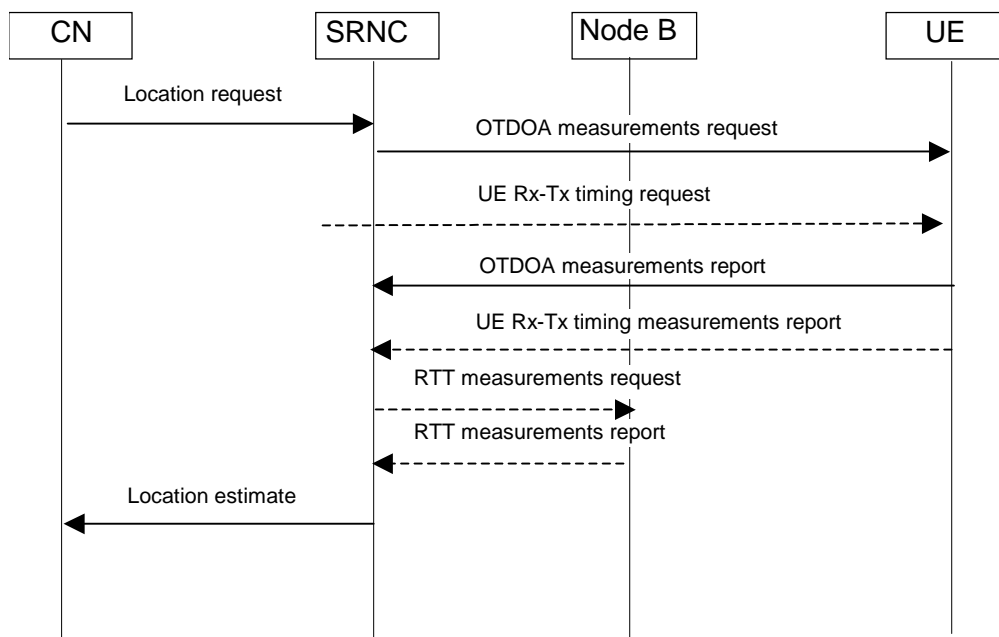 CN
SRNC
Node B
UE
Location request
OTDOA measurements request
UE Rx-Tx timing request
OTDOA measurements report
UE Rx-Tx timing measurements report
RTT measurements request
RTT measurements report
Location estimate